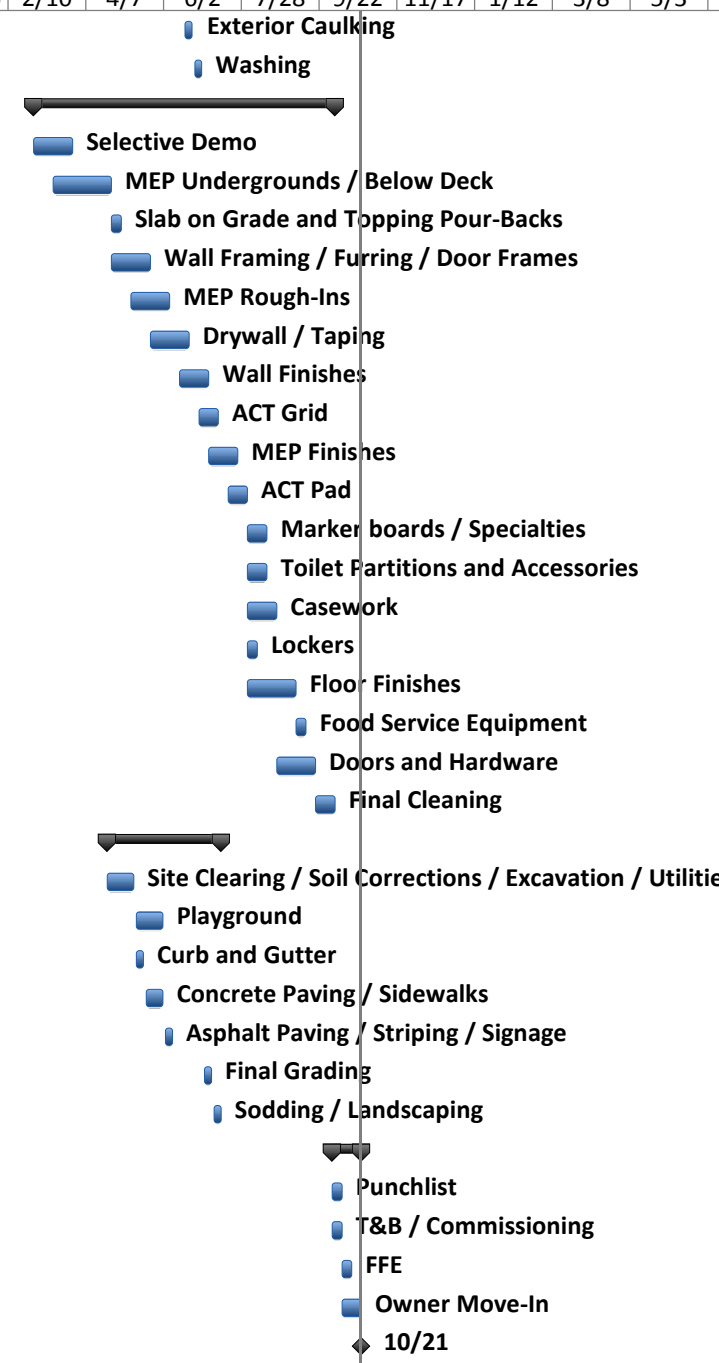 2/10 4/7 6/2 7/28 9/22 11/17 1/12 3/8 5/3
Exterior Caulking
Washing
Selective Demo
MEP Undergrounds / Below Deck
Slab on Grade and Topping Pour-Backs
Wall Framing / Furring / Door Frames
MEP Rough-Ins
Drywall / Taping
Wall Finishes
ACT Grid
MEP Finishes
ACT Pad
Marker boards / Specialties
Toilet Partitions and Accessories
Casework
Lockers
Floor Finishes
Food Service Equipment
Doors and Hardware
Final Cleaning
Site Clearing / Soil Corrections / Excavation / Utilitie
Playground
Curb and Gutter
Concrete Paving / Sidewalks
Asphalt Paving / Striping / Signage
Final Grading
Sodding / Landscaping
Punchlist
T&B / Commissioning
FFE
Owner Move-In
10/21